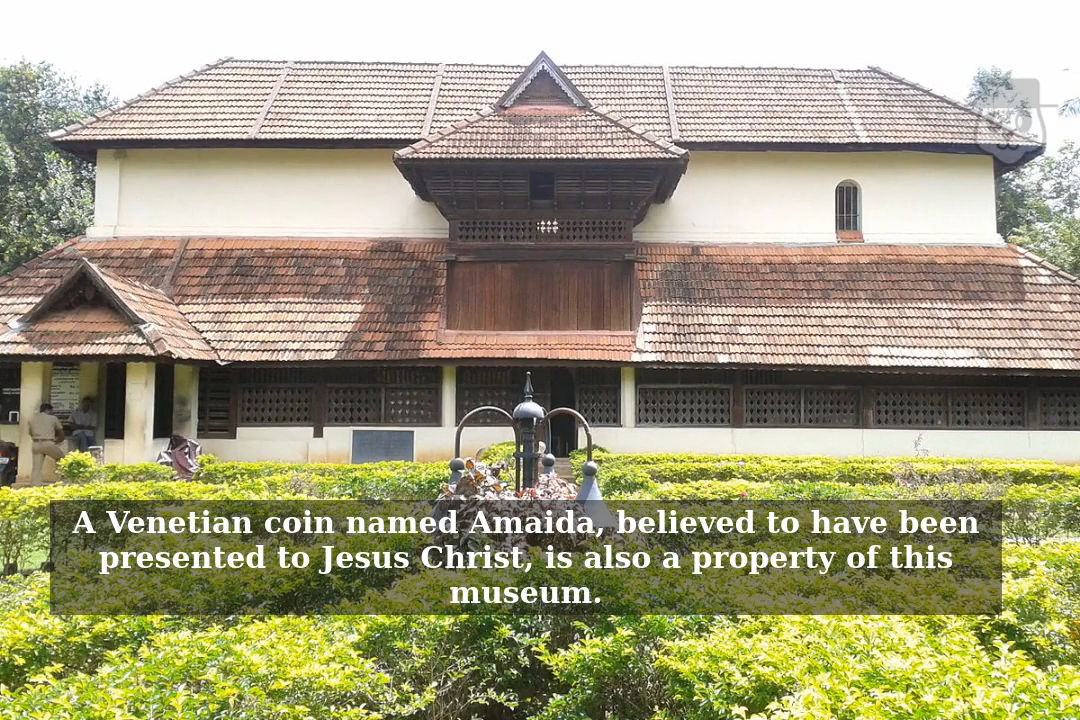 A Venetian coin named Amaida, believed to have been
presented to Jesus Christ, is also a property of this
museum.